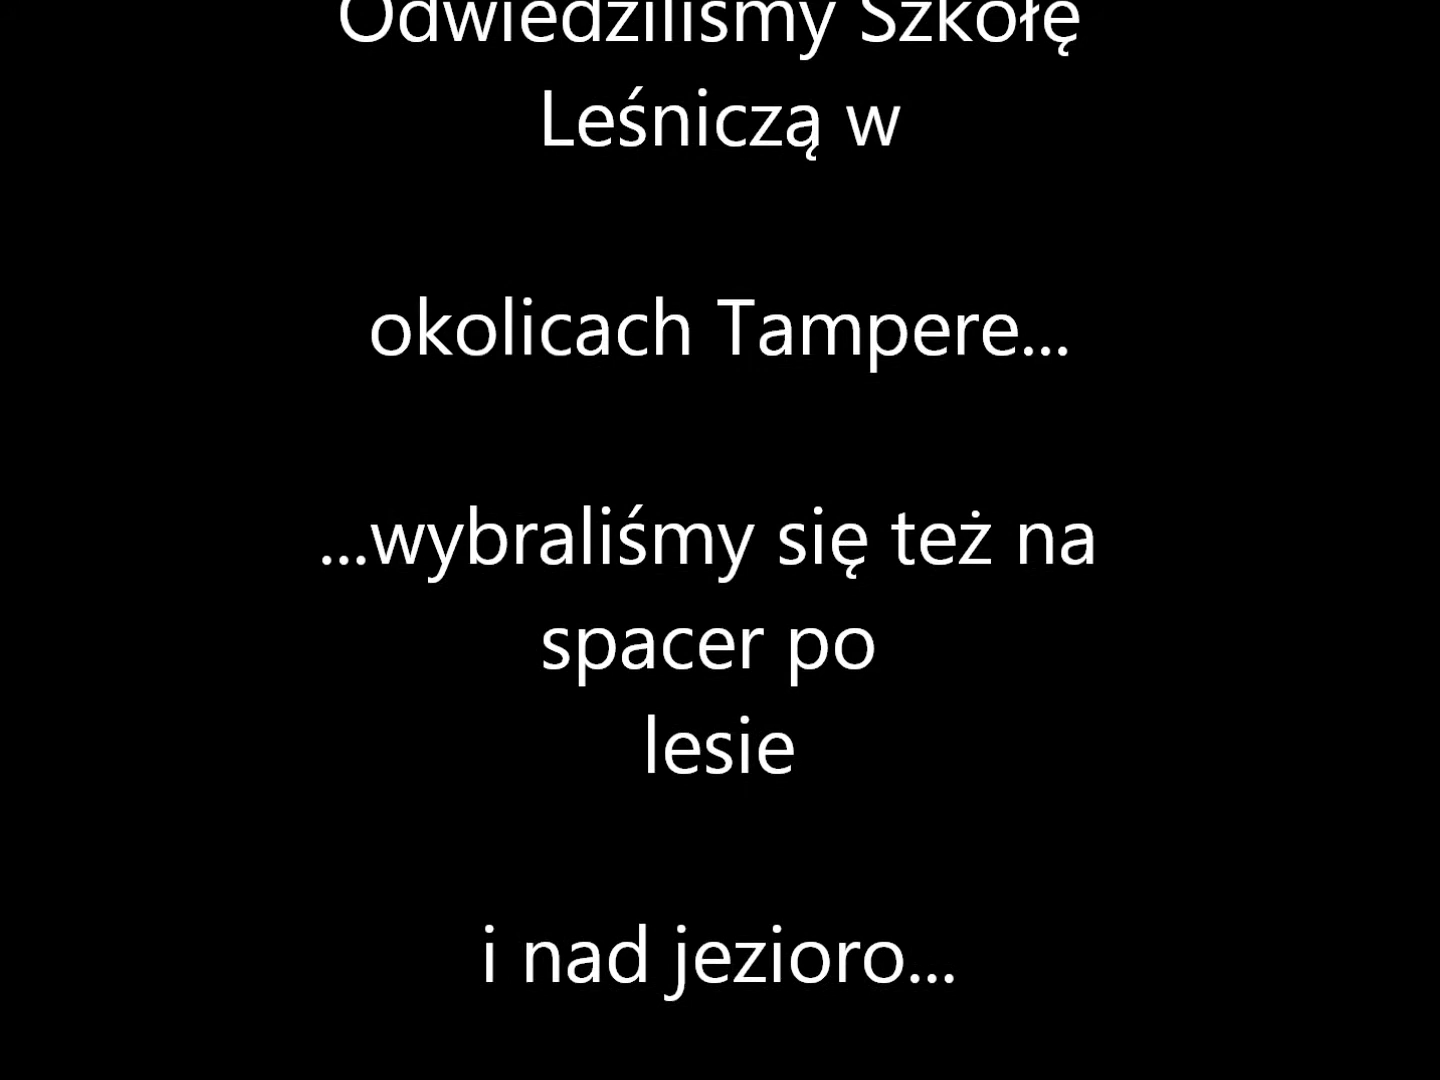 Odwiedziliśmy Szkołę
Leśniczą w
okolicach Tampere...
...wybraliśmy się też na
spacer po
lesie
i nad jezioro...